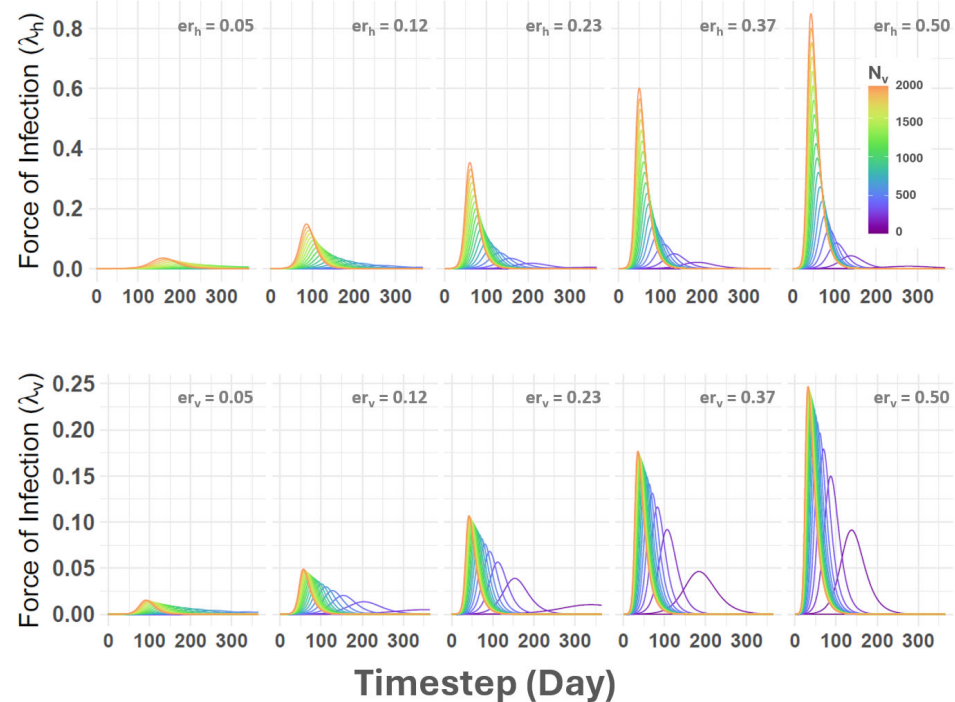 Force of Infection (λh)
0.8
0.6
0.4
0.2
0.0
erh = 0.05
erh = 0.12
erh = 0.23
erh = 0.37
erh = 0.50
Nv
2000
1500
1000
500
0
0 100 200 300
0 100 200 300
0 100 200 300
0 100 200 300
0 100 200 300
Force of Infection (λv)
0.25
0.20
0.15
0.10
0.05
0.00
erv = 0.05
erv = 0.12
erv = 0.23
erv = 0.37
erv = 0.50
0 100 200 300
0 100 200 300
0 100 200 300
0 100 200 300
0 100 200 300
Timestep (Day)